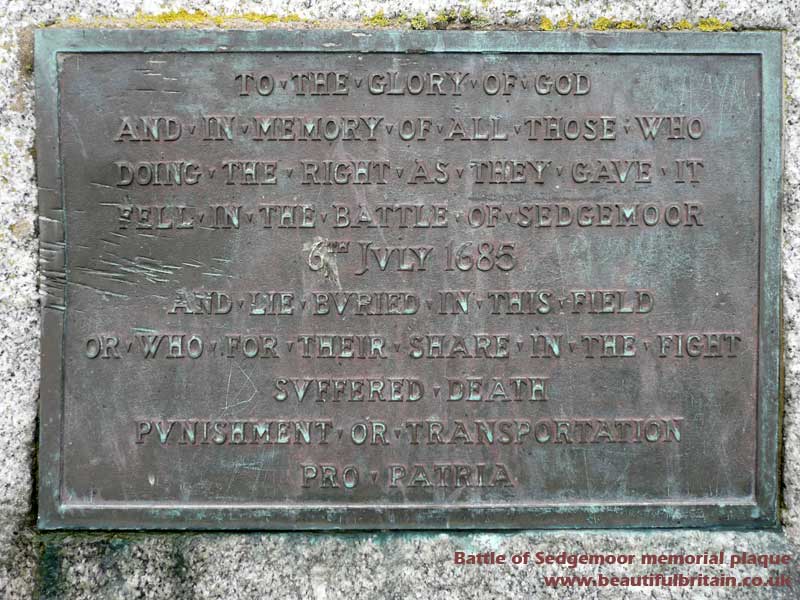 TO · THE · GLORY · OF · GOD
AND · IN · MEMORY · OF · ALL · THOSE · WHO
DOING · THE · RIGHT · AS · THEY · GAVE · IT
FELL · IN · THE · BATTLE · OF · SEDGEMOOR
6TH JVLY 1685
AND · LIE · BVRIED · IN · THIS · FIELD
OR · WHO · FOR · THEIR · SHARE · IN · THE · FIGHT
SVFFERED · DEATH
PVNISHMENT · OR · TRANSPORTATION
PRO · PATRIA
Battle of Sedgemoor memorial plaque
www.beautifulbritain.co.uk